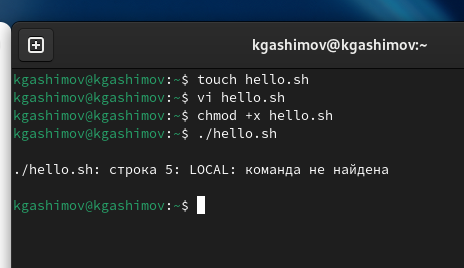 kgashimov@kgashimov:~
kgashimov@kgashimov:~$ touch hello.sh
kgashimov@kgashimov:~$ vi hello.sh
kgashimov@kgashimov:~$ chmod +x hello.sh
kgashimov@kgashimov:~$ ./hello.sh
./hello.sh: строка 5: LOCAL: команда не найдена
kgashimov@kgashimov:~$